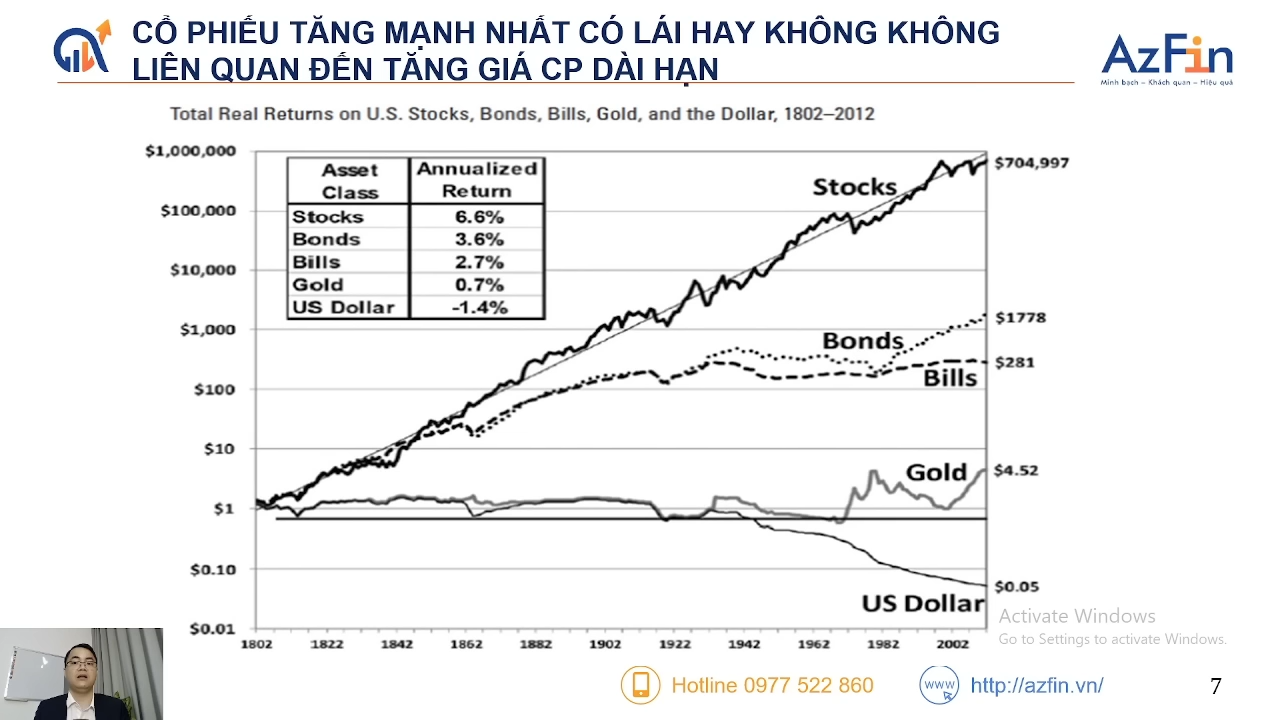 CỔ PHIẾU TĂNG MẠNH NHẤT CÓ LÁI HAY KHÔNG KHÔNG
LIÊN QUAN ĐẾN TĂNG GIÁ CP DÀI HẠN
AzFin
Minh bạch – Khách quan – Hiệu quả
Total Real Returns on U.S. Stocks, Bonds, Bills, Gold, and the Dollar, 1802–2012
$1,000,000
$100,000
$10,000
$1,000
$100
$10
$1
$0.10
$0.01
Asset Class Annualized Return
Stocks 6.6%
Bonds 3.6%
Bills 2.7%
Gold 0.7%
US Dollar -1.4%
Stocks
$704,997
Bonds
$1778
Bills
$281
Gold
$4.52
US Dollar
$0.05
1802 1822 1842 1862 1882 1902 1922 1942 1962 1982 2002
Activate Windows
Go to Settings to activate Windows.
Hotline 0977 522 860
www
http://azfin.vn/
7